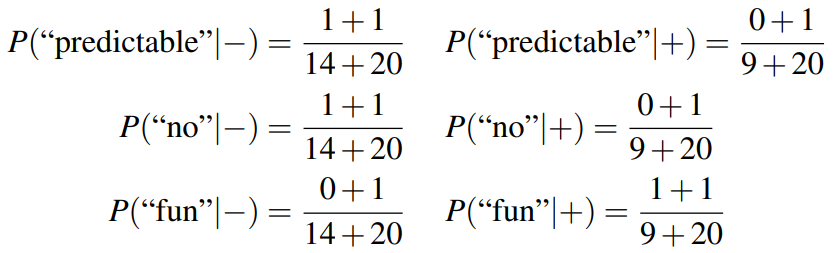 P(“predictable”|−) = (1+1)/(14+20)    P(“predictable”|+) = (0+1)/(9+20)
P(“no”|−) = (1+1)/(14+20)    P(“no”|+) = (0+1)/(9+20)
P(“fun”|−) = (0+1)/(14+20)    P(“fun”|+) = (1+1)/(9+20)